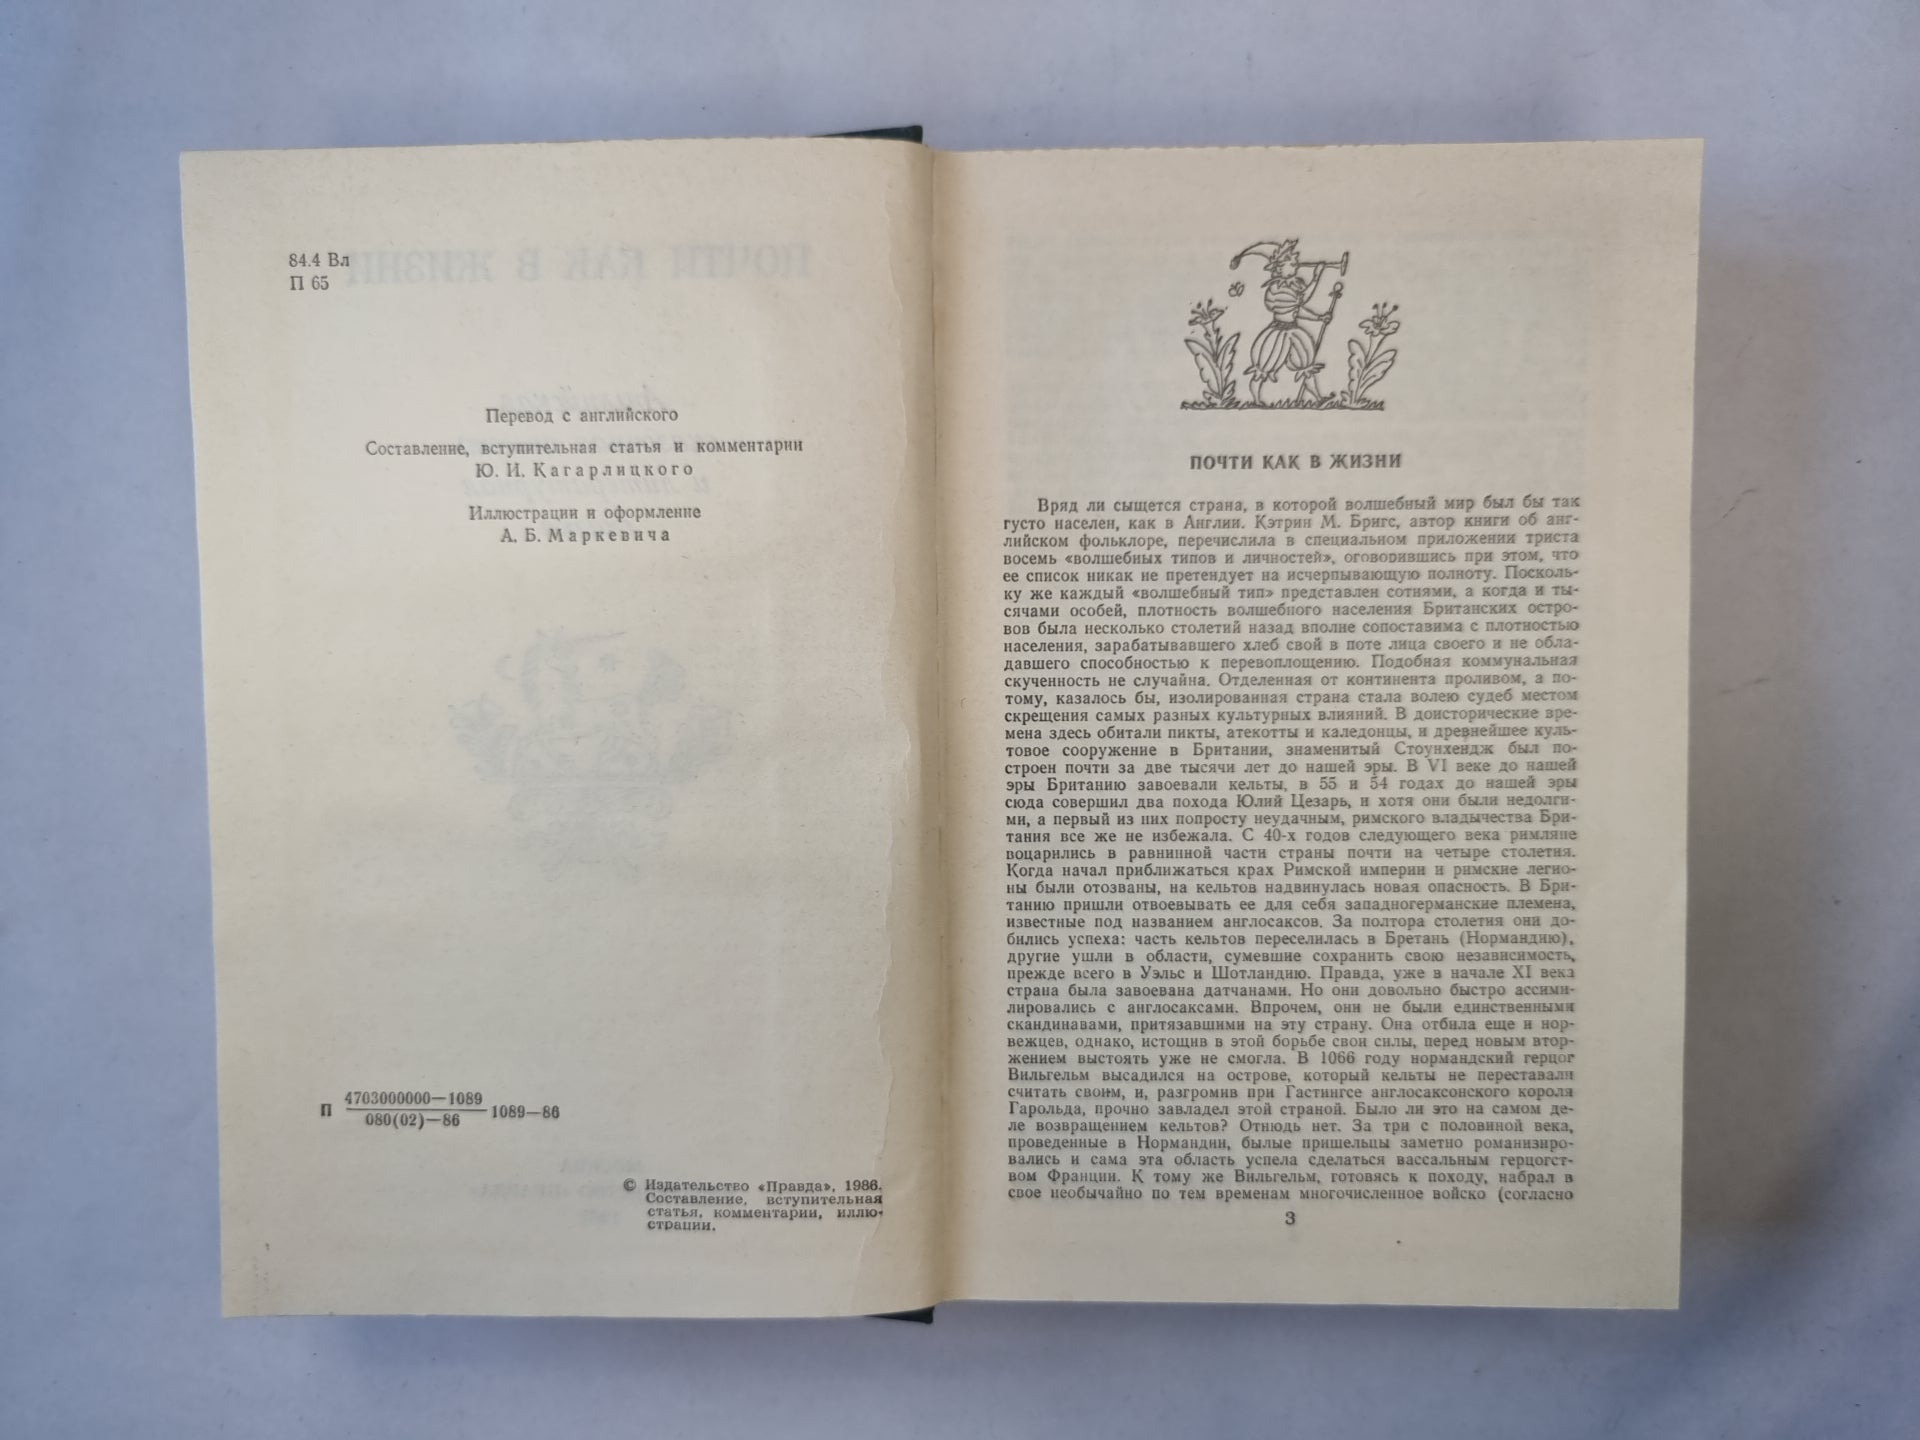 84.4 Вл
П 65
Перевод с английского
Составление, вступительная статья и комментарии
Ю. И. Кагарлицкого
Иллюстрации и оформление
А. Б. Маркевича
П 4703000000—1089
080(02)—86
1089—86
© Издательство «Правда», 1986.
Составление, вступительная
статья, комментарии, иллю-
страции.
ПОЧТИ КАК В ЖИЗНИ
Вряд ли сыщется страна, в которой волшебный мир был бы так
густо населен, как в Англии. Кэтрин М. Бригс, автор книги об анг-
лийском фольклоре, перечислила в специальном приложении триста
восемь «волшебных типов и личностей», оговорившись при этом, что
ее список никак не претендует на исчерпывающую полноту. Посколь-
ку же каждый «волшебный тип» представлен сотнями, а когда и ты-
сячами особей, плотность волшебного населения Британских остро-
вов была несколько столетий назад вполне сопоставима с плотностью
населения, зарабатывавшего хлеб свой в поте лица своего и не обла-
давшего способностью к перевоплощению. Подобная коммунальная
скученность не случайна. Отделенная от континента проливом, а по-
тому, казалось бы, изолированная страна стала волею судеб местом
скрещения самых разных культурных влияний. В доисторические вре-
мена здесь обитали пикты, атекотты и каледонцы, и древнейшее куль-
товое сооружение в Британии, знаменитый Стоунхендж был по-
строен почти за две тысячи лет до нашей эры. В VI веке до нашей
эры Британию завоевали кельты, в 55 и 54 годах до нашей эры
сюда совершил два похода Юлий Цезарь, и хотя они были недолги-
ми, а первый из них попросту неудачным, римского владычества Бри-
тания все же не избежала. С 40-х годов следующего века римляне
воцарились в равнинной части страны почти на четыре столетия.
Когда начал приближаться крах Римской империи и римские легио-
ны были отозваны, на кельтов надвинулась новая опасность. В Бри-
танию пришли отвоевывать ее для себя западногерманские племена,
известные под названием англосаксов. За полтора столетия они до-
бились успеха: часть кельтов переселилась в Бретань (Нормандию),
другие ушли в области, сумевшие сохранить свою независимость,
прежде всего в Уэльс и Шотландию. Правда, уже в начале XI века
страна была завоевана датчанами. Но они довольно быстро ассими-
лировались с англосаксами. Впрочем, они не были единственными
скандинавами, притязавшими на эту страну. Она отбила еще и нор-
вежцев, однако, истощив в этой борьбе свои силы, перед новым втор-
жением выстоять уже не смогла. В 1066 году нормандский герцог
Вильгельм высадился на острове, который кельты не переставали
считать своим, и, разгромив при Гастингсе англосаксонского короля
Гарольда, прочно завладел этой страной. Было ли это на самом де-
ле возвращением кельтов? Отнюдь нет. За три с половиной века,
проведенные в Нормандии, былые пришельцы заметно романизиро-
вались и сама эта область успела сделаться вассальным герцогст-
вом Франции. К тому же Вильгельм, готовясь к походу, набрал в
свое необычайно по тем временам многочисленное войско (согласно
3